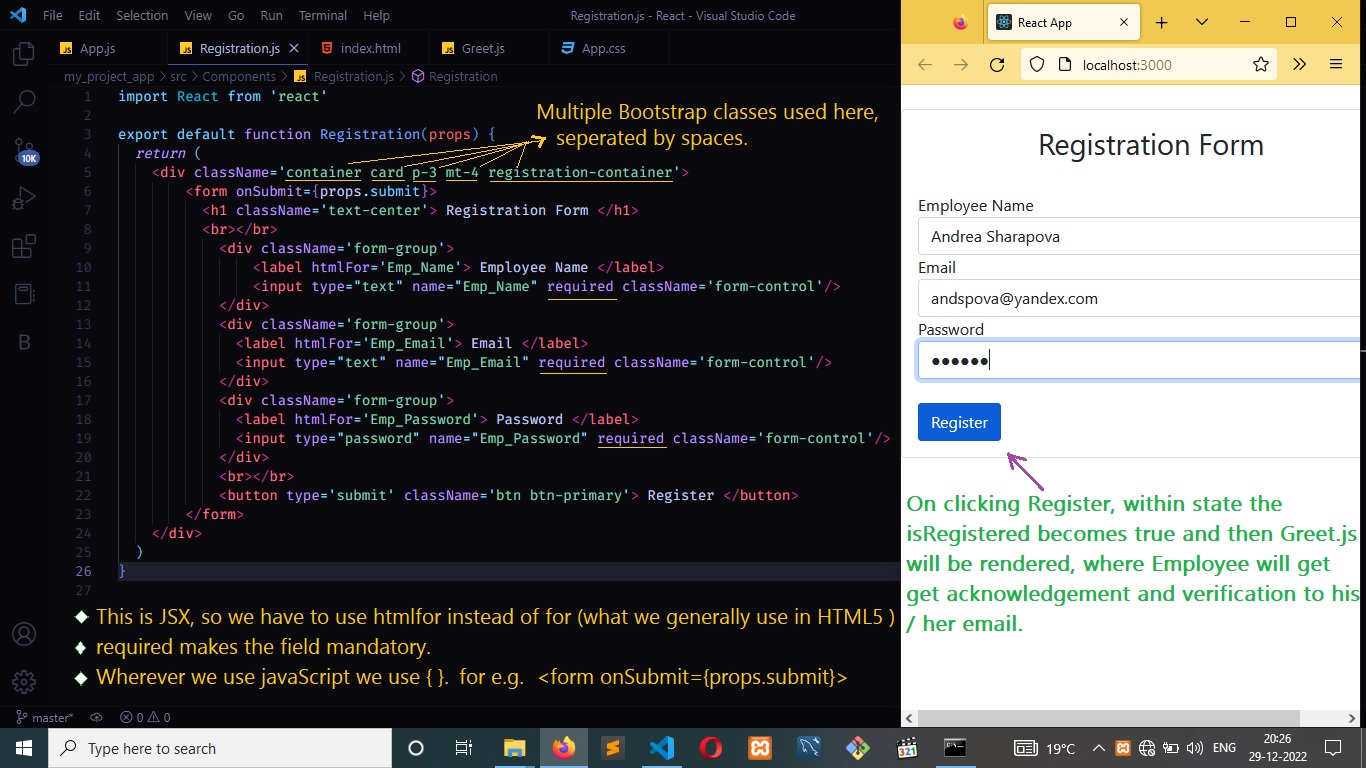 File Edit Selection View Go Run Terminal Help Registration.js - React - Visual Studio Code
App.js Registration.js index.html Greet.js App.css
my_project_app > src > Components > Registration.js > Registration
1 import React from 'react'
2
3 export default function Registration(props) {
4 return (
5 <div className='container card p-3 mt-4 registration-container'>
6 <form onSubmit={props.submit}>
7 <h1 className='text-center'> Registration Form </h1>
8 <br></br>
9 <div className='form-group'>
10 <label htmlFor='Emp_Name'> Employee Name </label>
11 <input type="text" name="Emp_Name" required className='form-control'/>
12 </div>
13 <div className='form-group'>
14 <label htmlFor='Emp_Email'> Email </label>
15 <input type="text" name="Emp_Email" required className='form-control'/>
16 </div>
17 <div className='form-group'>
18 <label htmlFor='Emp_Password'> Password </label>
19 <input type="password" name="Emp_Password" required className='form-control'/>
20 </div>
21 <br></br>
22 <button type='submit' className='btn btn-primary'> Register </button>
23 </form>
24 </div>
25 )
26 }
27
Multiple Bootstrap classes used here,
seperated by spaces.
This is JSX, so we have to use htmlfor instead of for (what we generally use in HTML5 )
required makes the field mandatory.
Wherever we use javaScript we use { }. for e.g. <form onSubmit={props.submit}>
10K
B
master* 0 0
React App
localhost:3000
Registration Form
Employee Name
Andrea Sharapova
Email
andspova@yandex.com
Password
••••••
Register
On clicking Register, within state the
isRegistered becomes true and then Greet.js
will be rendered, where Employee will get
get acknowledgement and verification to his
/ her email.
Type here to search
321
19°C
ENG
20:26
29-12-2022